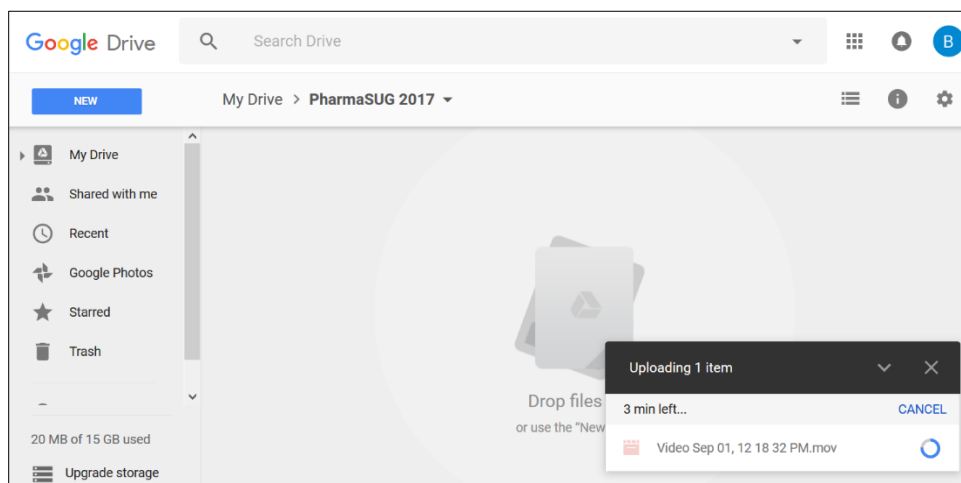 Google Drive
Search Drive
B
NEW
My Drive > PharmaSUG 2017
My Drive
Shared with me
Recent
Google Photos
Starred
Trash
20 MB of 15 GB used
Upgrade storage
Drop files
or use the "New
Uploading 1 item
3 min left...
CANCEL
Video Sep 01, 12 18 32 PM.mov